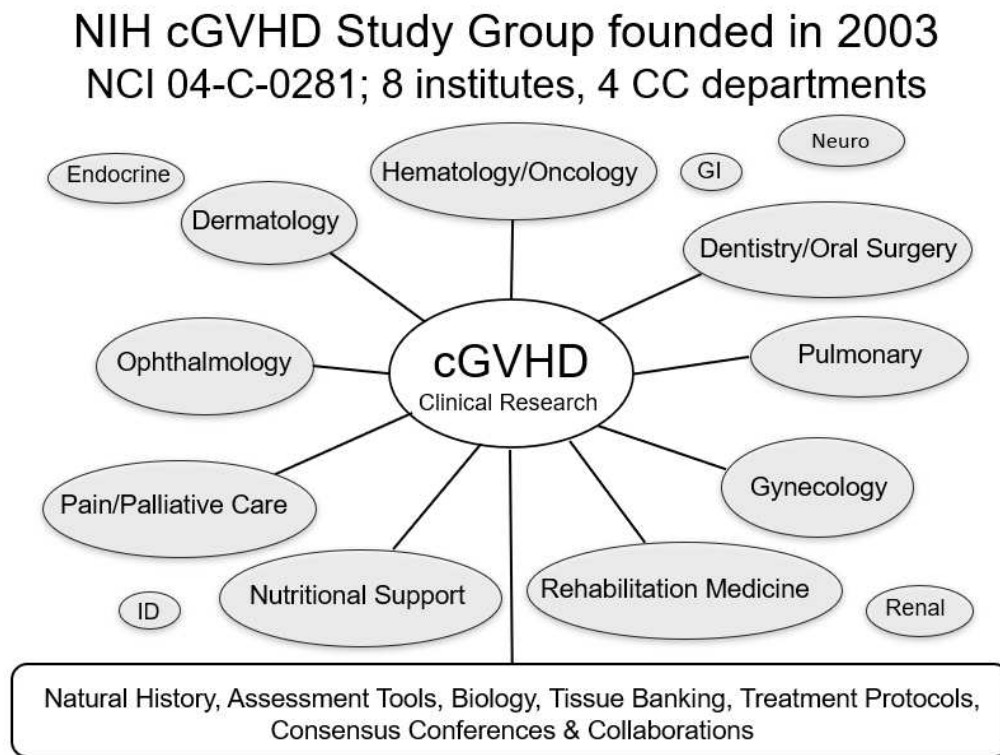 NIH cGVHD Study Group founded in 2003
NCI 04-C-0281; 8 institutes, 4 CC departments
Neuro
Endocrine
Hematology/Oncology
GI
Dermatology
Dentistry/Oral Surgery
Ophthalmology
cGVHD
Clinical Research
Pulmonary
Pain/Palliative Care
Gynecology
Nutritional Support
Rehabilitation Medicine
ID
Renal
Natural History, Assessment Tools, Biology, Tissue Banking, Treatment Protocols,
Consensus Conferences & Collaborations